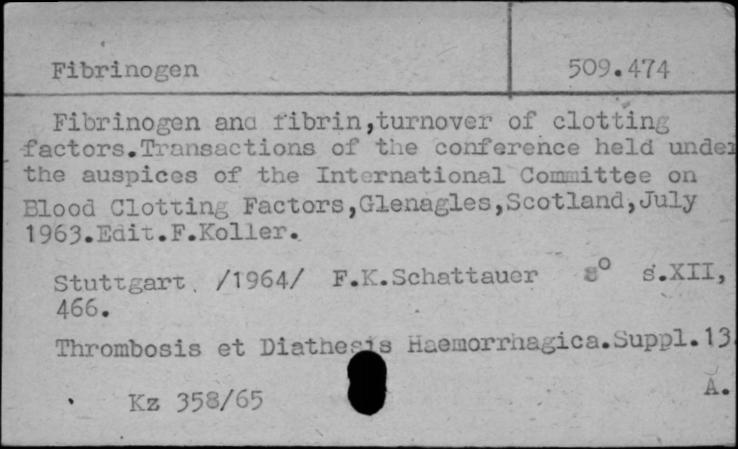 Fibrinogen 509.474
Fibrinogen and fibrin,turnover of clotting
factors.Transactions of the conference held under
the auspices of the International Committee on
Blood Clotting Factors,Glenagles,Scotland,July
1963.Edit.F.Koller.
Stuttgart /1964/ F.K.Schattauer 8° s.XII,
466.
Thrombosis et Diathesis Haemorrhagica.Suppl.13.
A.
Kz 358/65